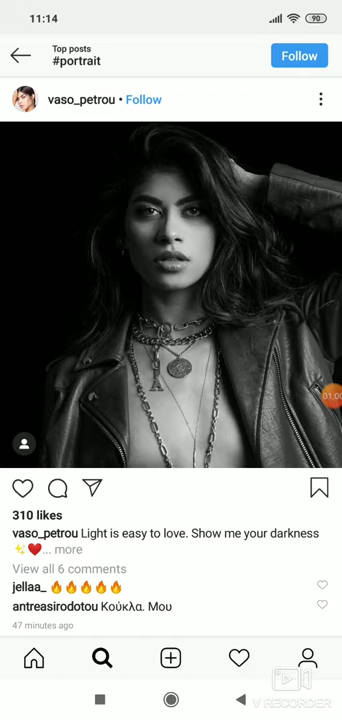 11:14
90
Top posts
#portrait
Follow
vaso_petrou • Follow
01:00
310 likes
vaso_petrou Light is easy to love. Show me your darkness
✨❤️... more
View all 6 comments
jellaa_ 🔥🔥🔥🔥🔥
antreasirodotou Κούκλα. Μου
47 minutes ago
V RECORDER